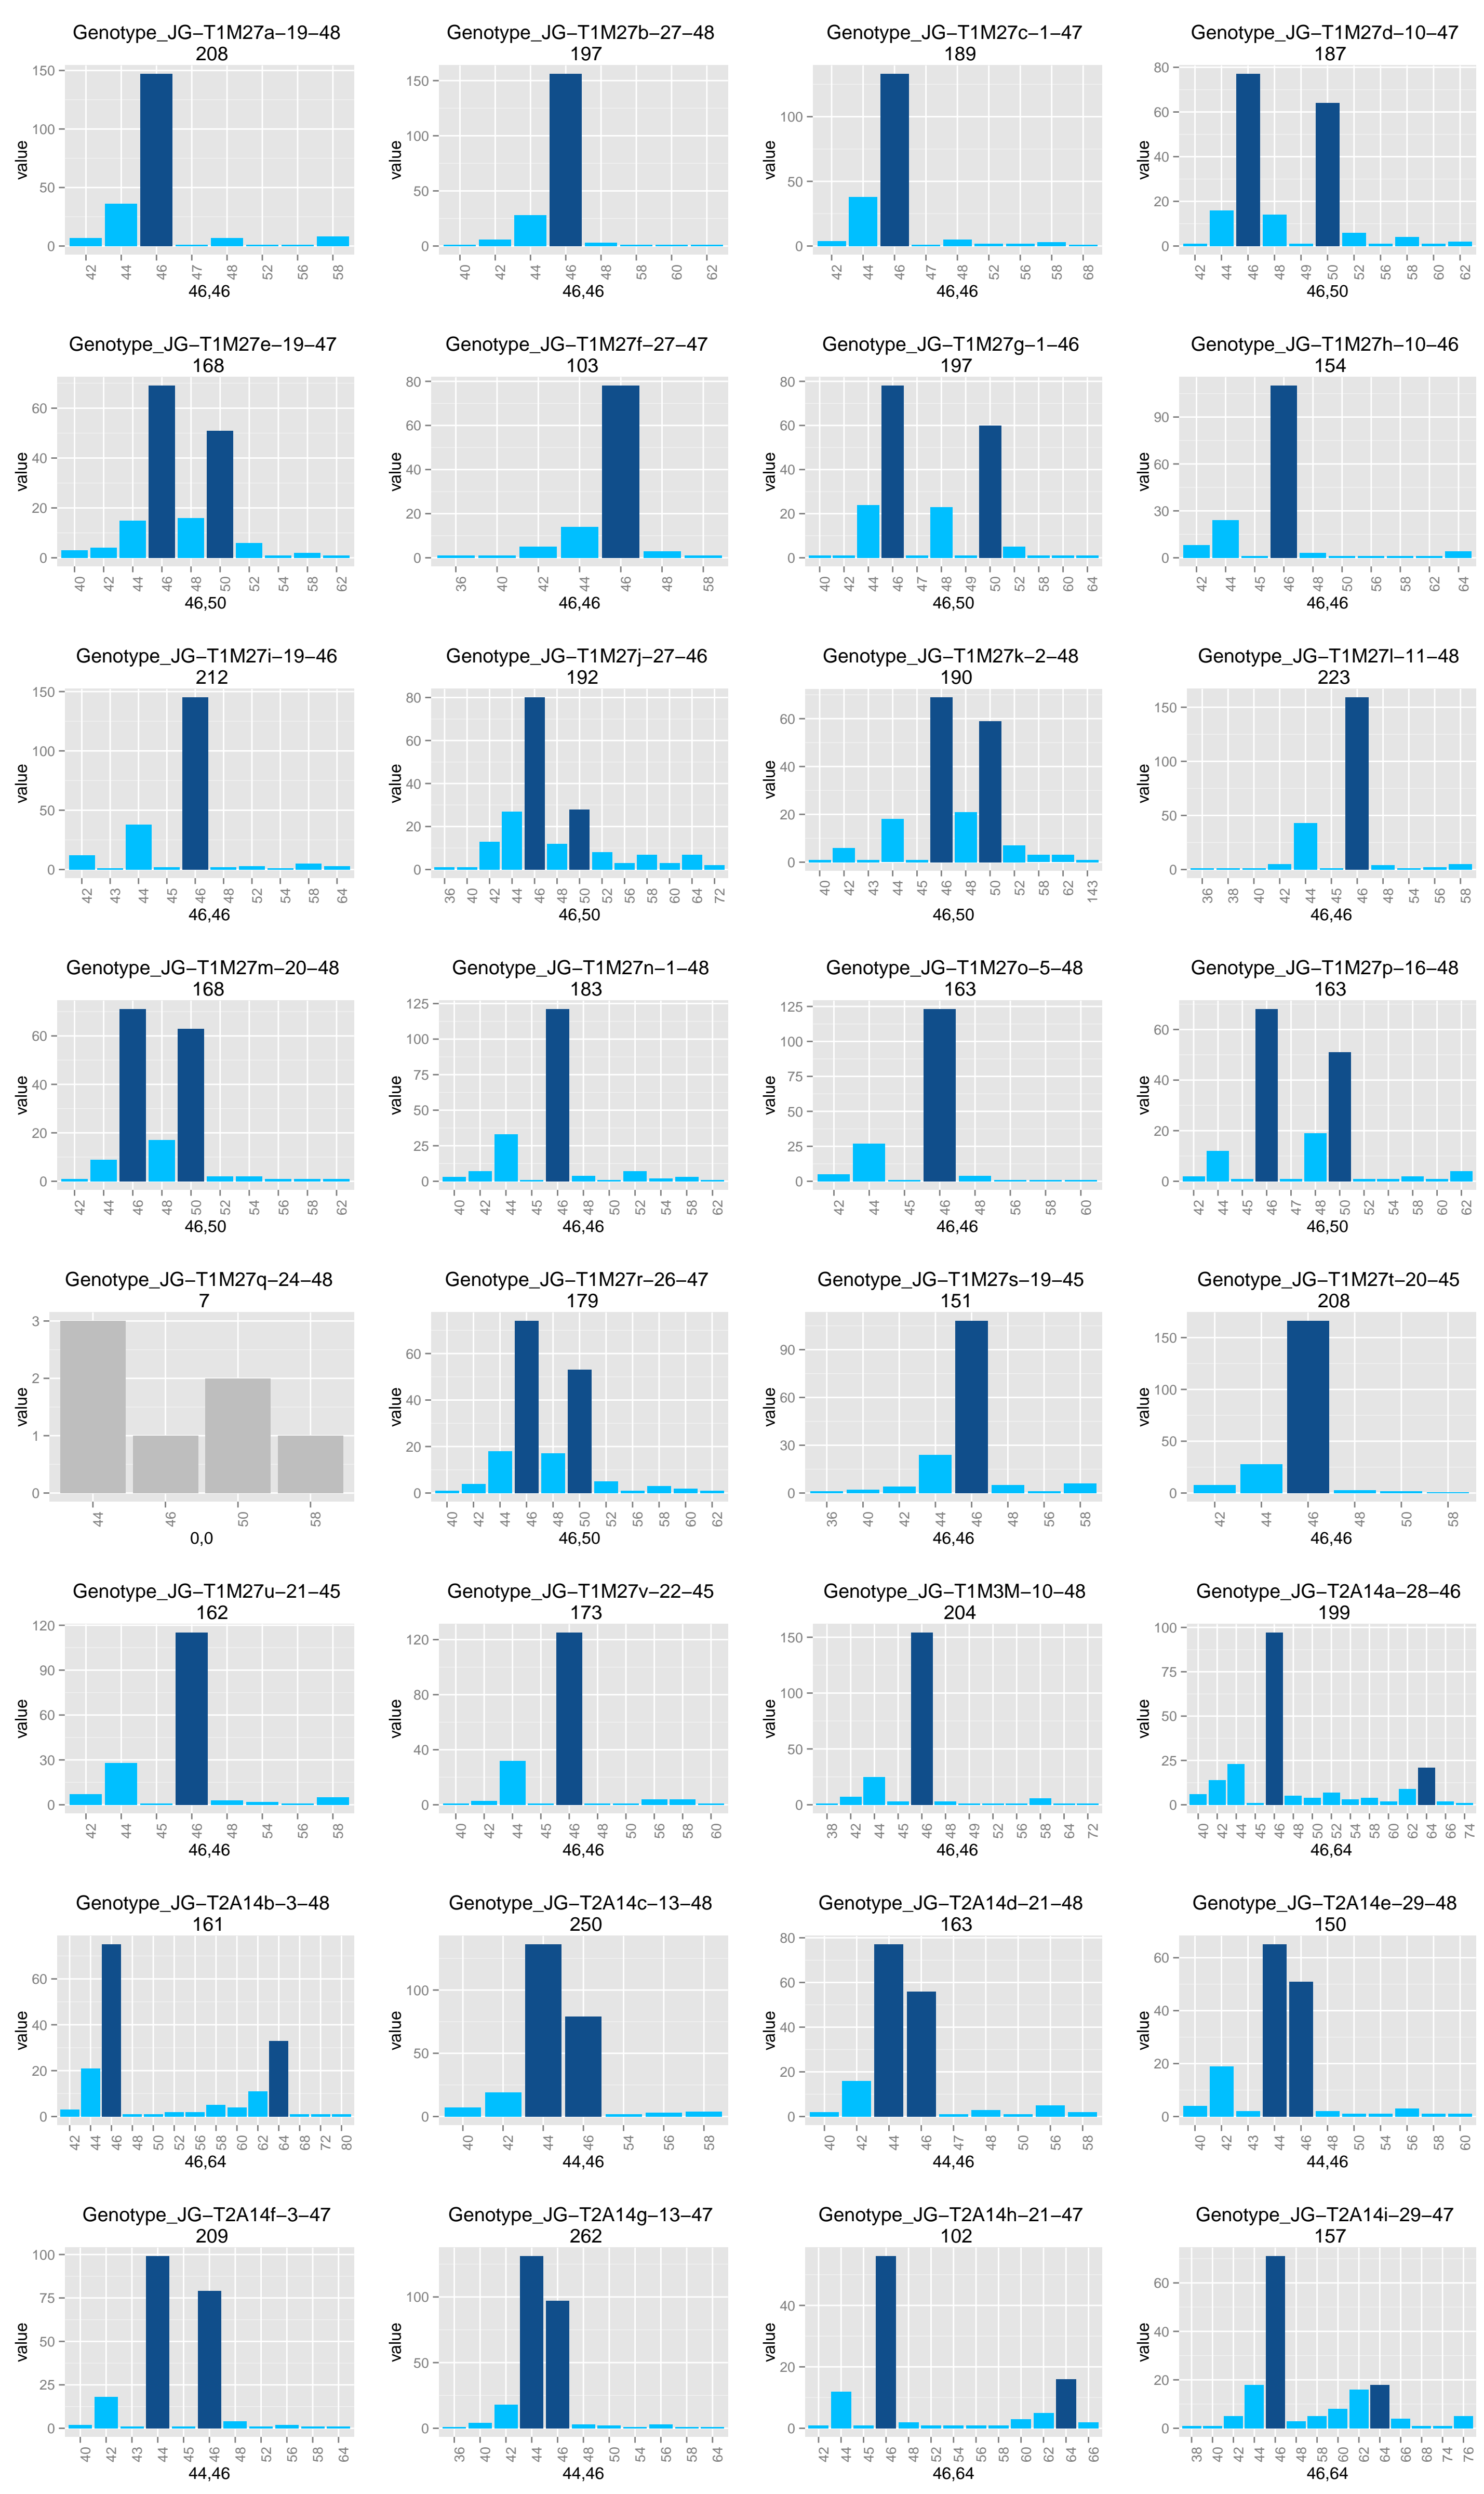 Genotype_JG−T1M27a−19−48
208
150
100
50
0
value
42 44 46 47 48 52 56 58
46,46
Genotype_JG−T1M27b−27−48
197
150
100
50
0
value
40 42 44 46 48 58 60 62
46,46
Genotype_JG−T1M27c−1−47
189
100
50
0
value
42 44 46 47 48 52 56 58 68
46,46
Genotype_JG−T1M27d−10−47
187
80
60
40
20
0
value
42 44 46 48 49 50 52 56 58 60 62
46,50
Genotype_JG−T1M27e−19−47
168
60
40
20
0
value
40 42 44 46 48 50 52 54 58 62
46,50
Genotype_JG−T1M27f−27−47
103
80
60
40
20
0
value
36 40 42 44 46 48 58
46,46
Genotype_JG−T1M27g−1−46
197
80
60
40
20
0
value
40 42 44 46 47 48 49 50 52 58 60 64
46,50
Genotype_JG−T1M27h−10−46
154
90
60
30
0
value
42 44 45 46 48 50 56 58 62 64
46,46
Genotype_JG−T1M27i−19−46
212
150
100
50
0
value
42 43 44 45 46 48 52 54 58 64
46,46
Genotype_JG−T1M27j−27−46
192
80
60
40
20
0
value
36 40 42 44 46 48 50 52 56 58 60 64 72
46,50
Genotype_JG−T1M27k−2−48
190
60
40
20
0
value
40 42 43 44 45 46 48 50 52 58 62 143
46,50
Genotype_JG−T1M27l−11−48
223
150
100
50
0
value
36 38 40 42 44 45 46 48 54 56 58
46,46
Genotype_JG−T1M27m−20−48
168
60
40
20
0
value
42 44 46 48 50 52 54 56 58 62
46,50
Genotype_JG−T1M27n−1−48
183
125
100
75
50
25
0
value
40 42 44 45 46 48 50 52 54 58 62
46,46
Genotype_JG−T1M27o−5−48
163
125
100
75
50
25
0
value
42 44 45 46 48 56 58 60
46,46
Genotype_JG−T1M27p−16−48
163
60
40
20
0
value
42 44 45 46 47 48 50 52 54 58 60 62
46,50
Genotype_JG−T1M27q−24−48
7
3
2
1
0
value
44 46 50 58
0,0
Genotype_JG−T1M27r−26−47
179
60
40
20
0
value
40 42 44 46 48 50 52 56 58 60 62
46,50
Genotype_JG−T1M27s−19−45
151
90
60
30
0
value
36 40 42 44 46 48 56 58
46,46
Genotype_JG−T1M27t−20−45
208
150
100
50
0
value
42 44 46 48 50 58
46,46
Genotype_JG−T1M27u−21−45
162
120
90
60
30
0
value
42 44 45 46 48 54 56 58
46,46
Genotype_JG−T1M27v−22−45
173
120
80
40
0
value
40 42 44 45 46 48 50 56 58 60
46,46
Genotype_JG−T1M3M−10−48
204
150
100
50
0
value
38 42 44 45 46 48 49 52 56 58 64 72
46,46
Genotype_JG−T2A14a−28−46
199
100
75
50
25
0
value
40 42 44 45 46 48 50 52 54 58 60 62 64 66 74
46,64
Genotype_JG−T2A14b−3−48
161
60
40
20
0
value
42 44 46 48 50 52 56 58 60 62 64 68 72 80
46,64
Genotype_JG−T2A14c−13−48
250
100
50
0
value
40 42 44 46 54 56 58
44,46
Genotype_JG−T2A14d−21−48
163
80
60
40
20
0
value
40 42 44 46 47 48 50 56 58
44,46
Genotype_JG−T2A14e−29−48
150
60
40
20
0
value
40 42 43 44 46 48 50 54 56 58 60
44,46
Genotype_JG−T2A14f−3−47
209
100
75
50
25
0
value
40 42 43 44 45 46 48 52 56 58 64
44,46
Genotype_JG−T2A14g−13−47
262
100
50
0
value
36 40 42 44 46 48 50 54 56 58 64
44,46
Genotype_JG−T2A14h−21−47
102
40
20
0
value
42 44 45 46 48 52 54 56 58 60 62 64 66
46,64
Genotype_JG−T2A14i−29−47
157
60
40
20
0
value
38 40 42 44 46 48 58 60 62 64 66 68 74 76
46,64